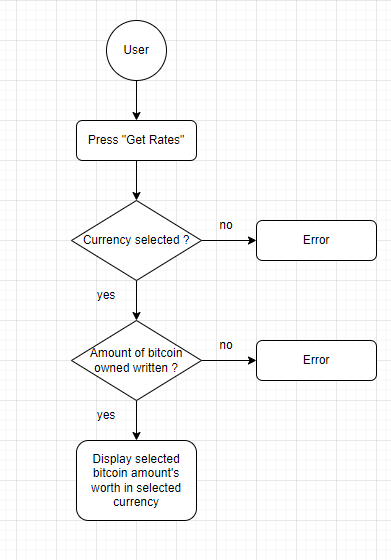 User
Press "Get Rates"
Currency selected ?
no
Error
yes
Amount of bitcoin
owned written ?
no
Error
yes
Display selected
bitcoin amount's
worth in selected
currency